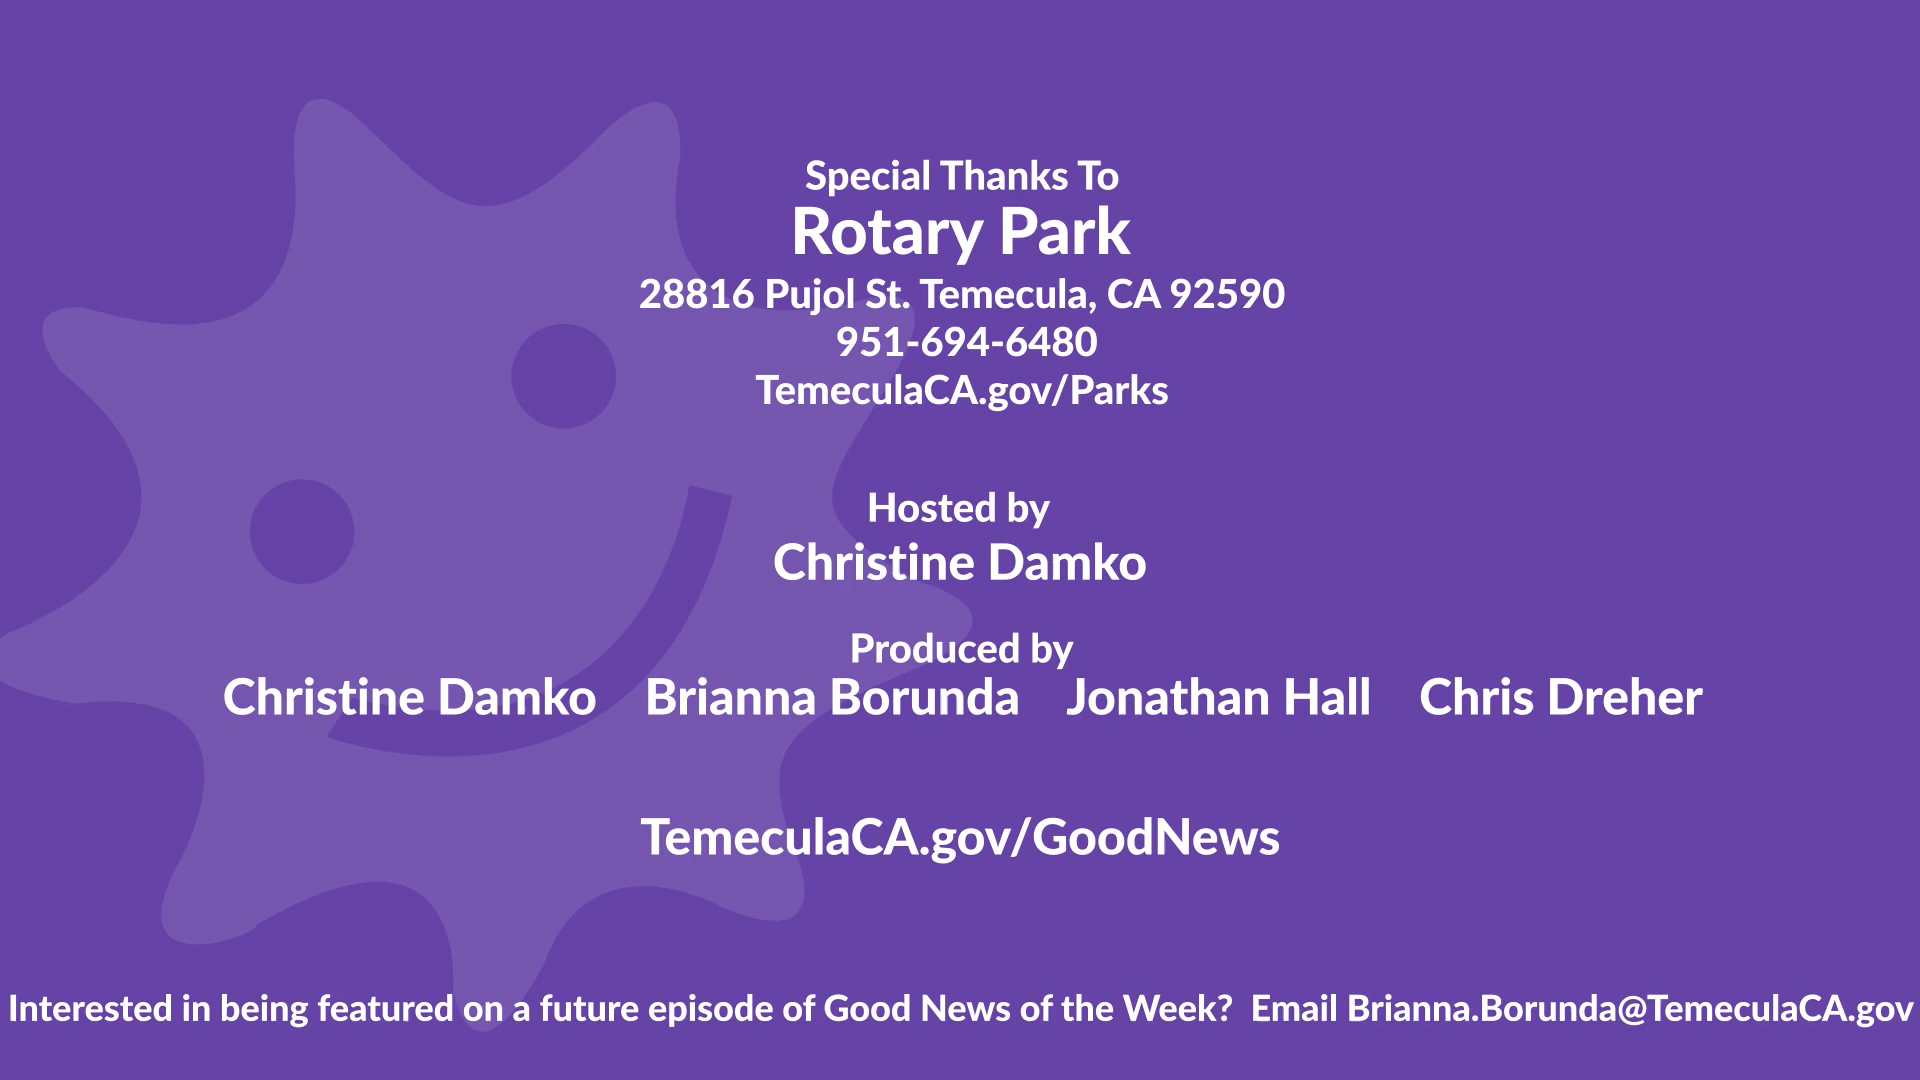 Special Thanks To
Rotary Park
28816 Pujol St. Temecula, CA 92590
951-694-6480
TemeculaCA.gov/Parks
Hosted by
Christine Damko
Produced by
Christine Damko Brianna Borunda Jonathan Hall Chris Dreher
TemeculaCA.gov/GoodNews
Interested in being featured on a future episode of Good News of the Week? Email Brianna.Borunda@TemeculaCA.gov